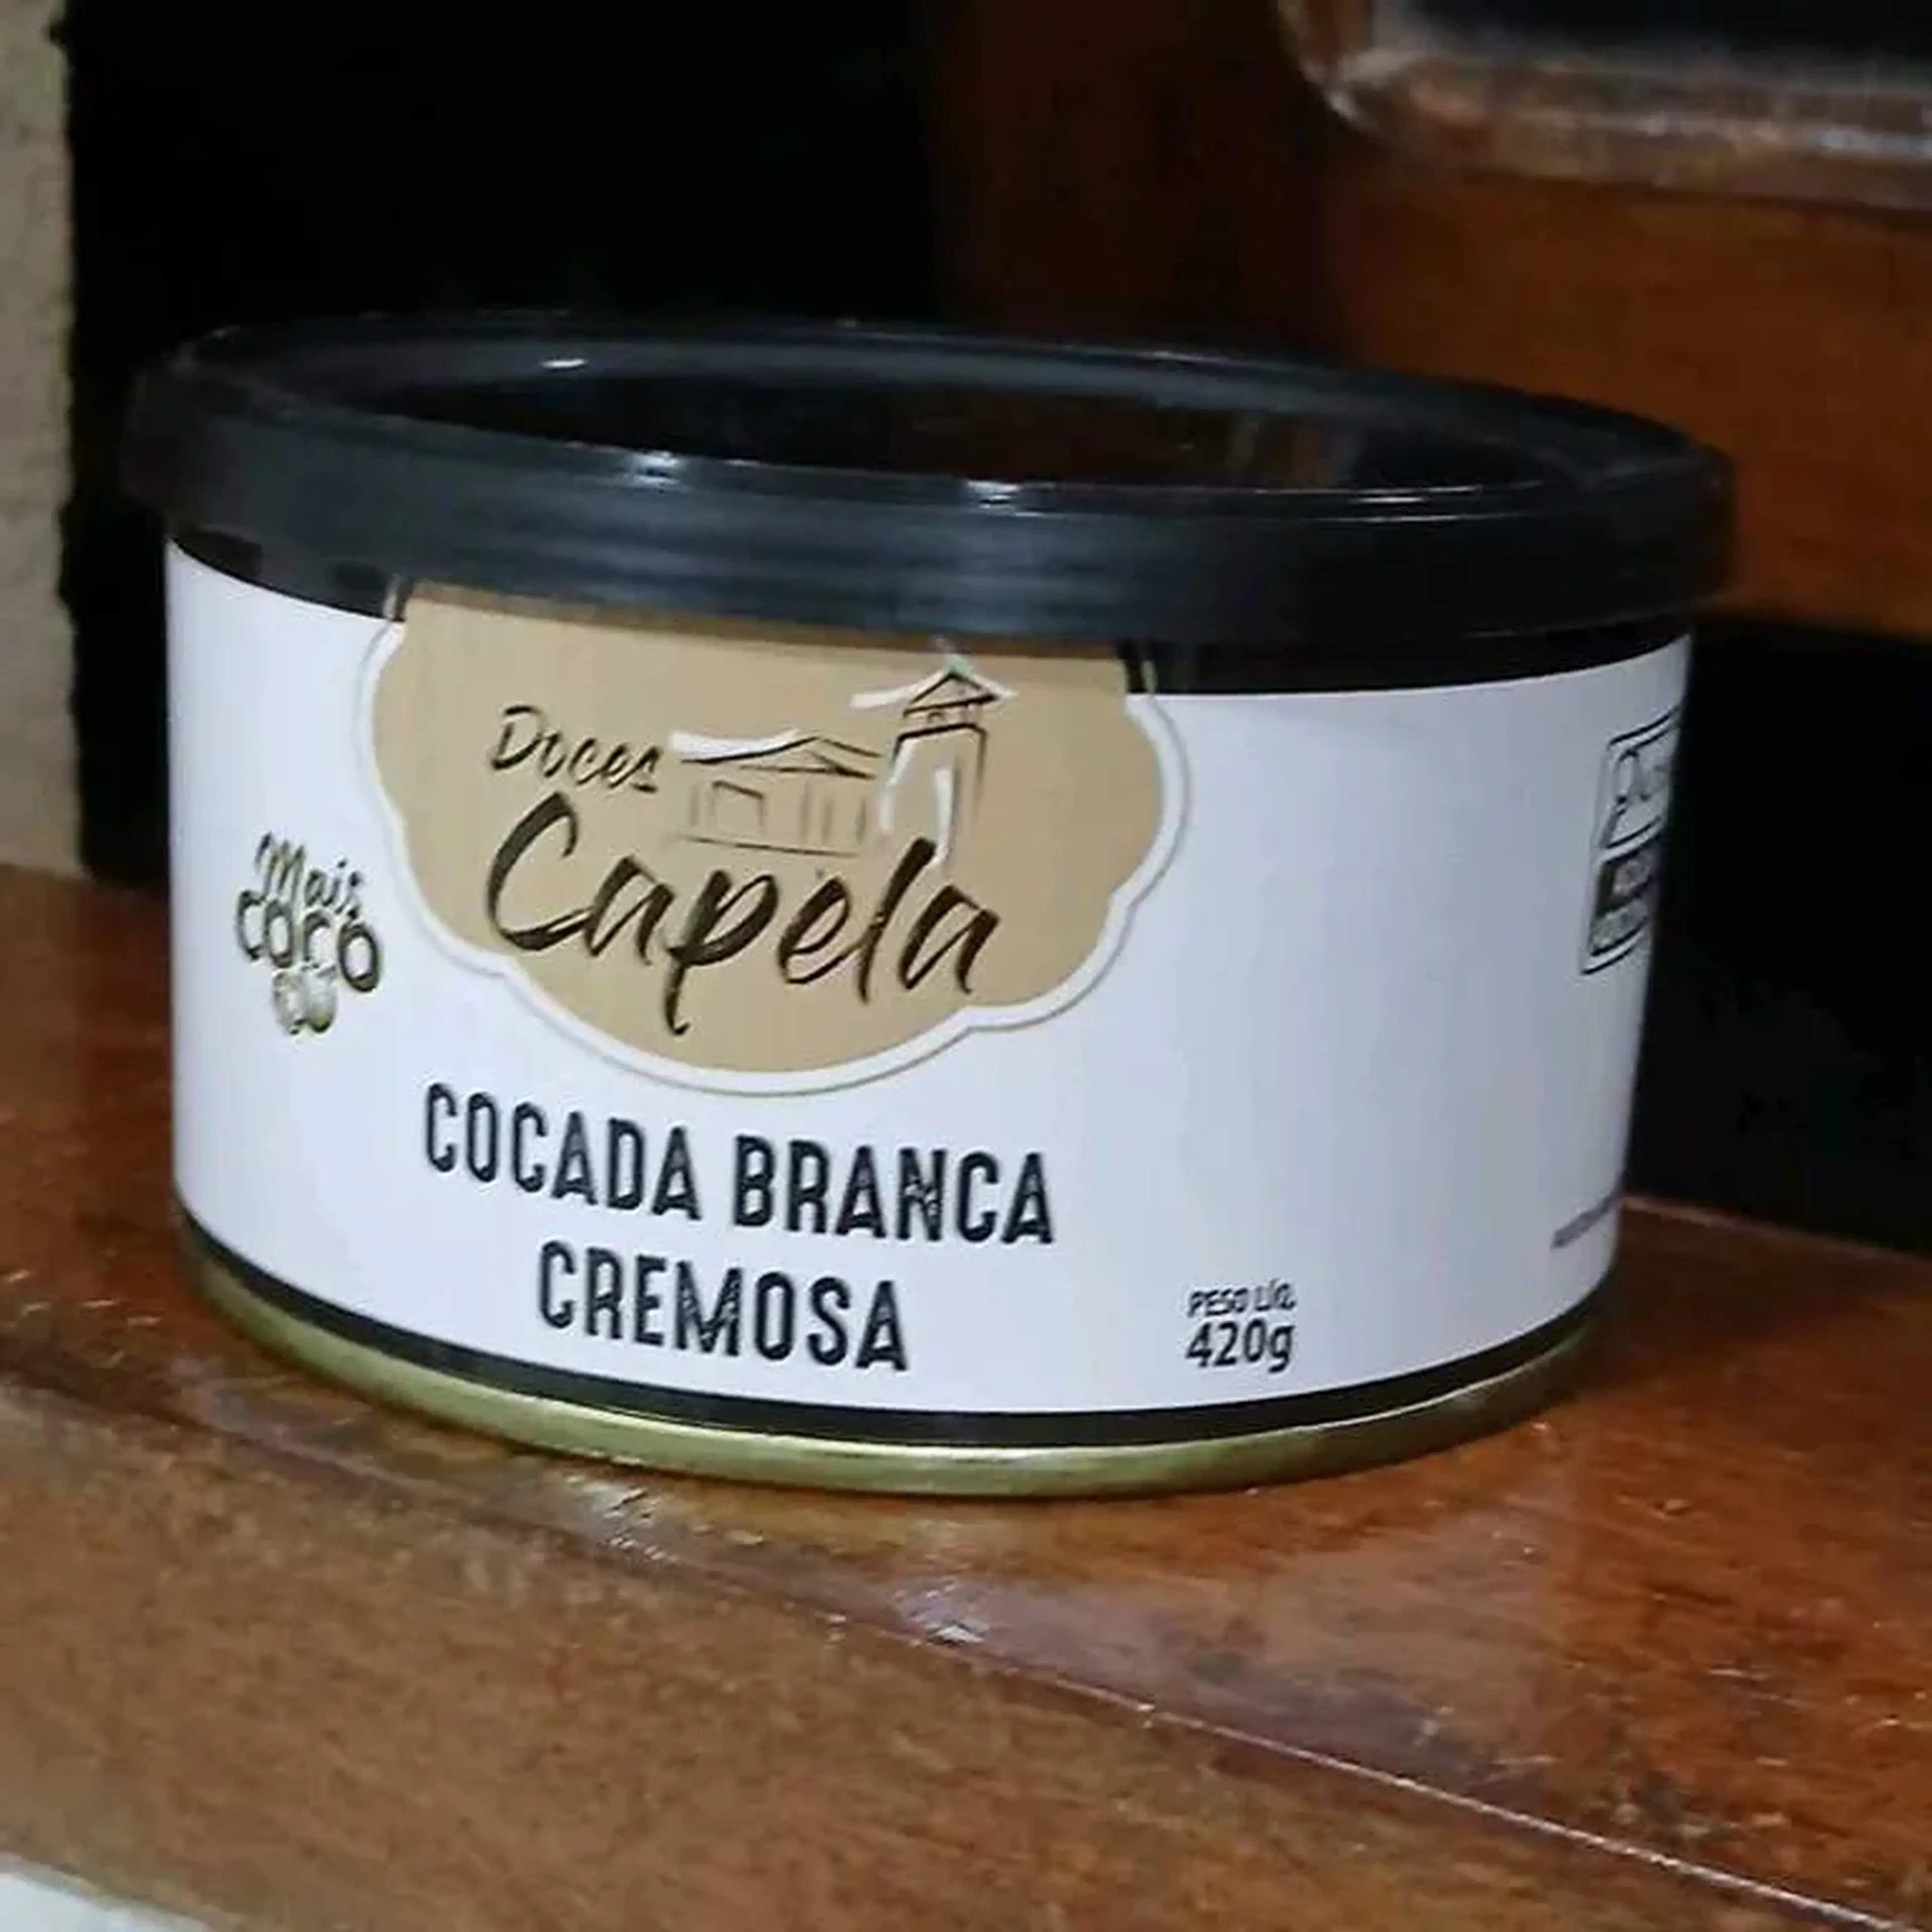 Doces
Capela
Mais
coco
COCADA BRANCA
CREMOSA
PESO LÍQ.
420g